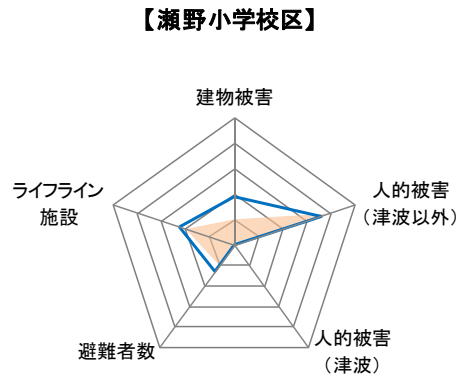 【瀬野小学校区】
建物被害
人的被害
（津波以外）
人的被害
（津波）
避難者数
ライフライン
施設